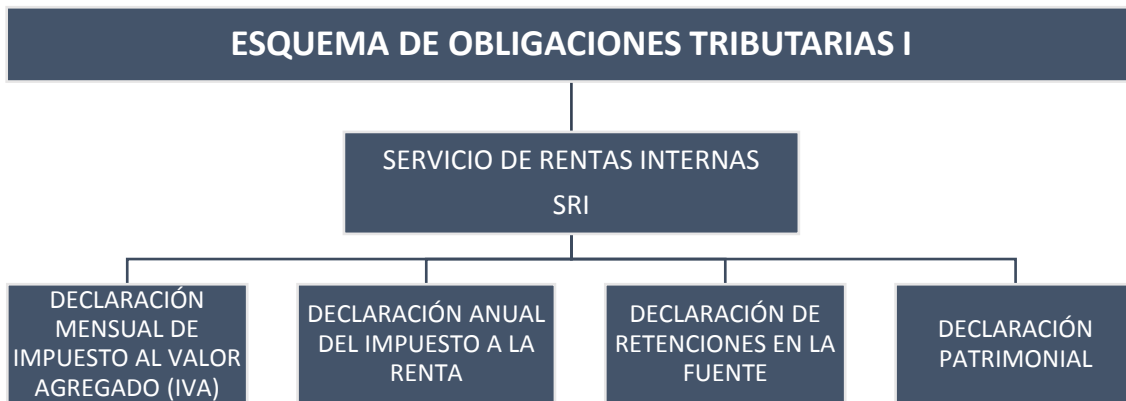 ESQUEMA DE OBLIGACIONES TRIBUTARIAS I
SERVICIO DE RENTAS INTERNAS
SRI
DECLARACIÓN
MENSUAL DE
IMPUESTO AL VALOR
AGREGADO (IVA)
DECLARACIÓN ANUAL
DEL IMPUESTO A LA
RENTA
DECLARACIÓN DE
RETENCIONES EN LA
FUENTE
DECLARACIÓN
PATRIMONIAL